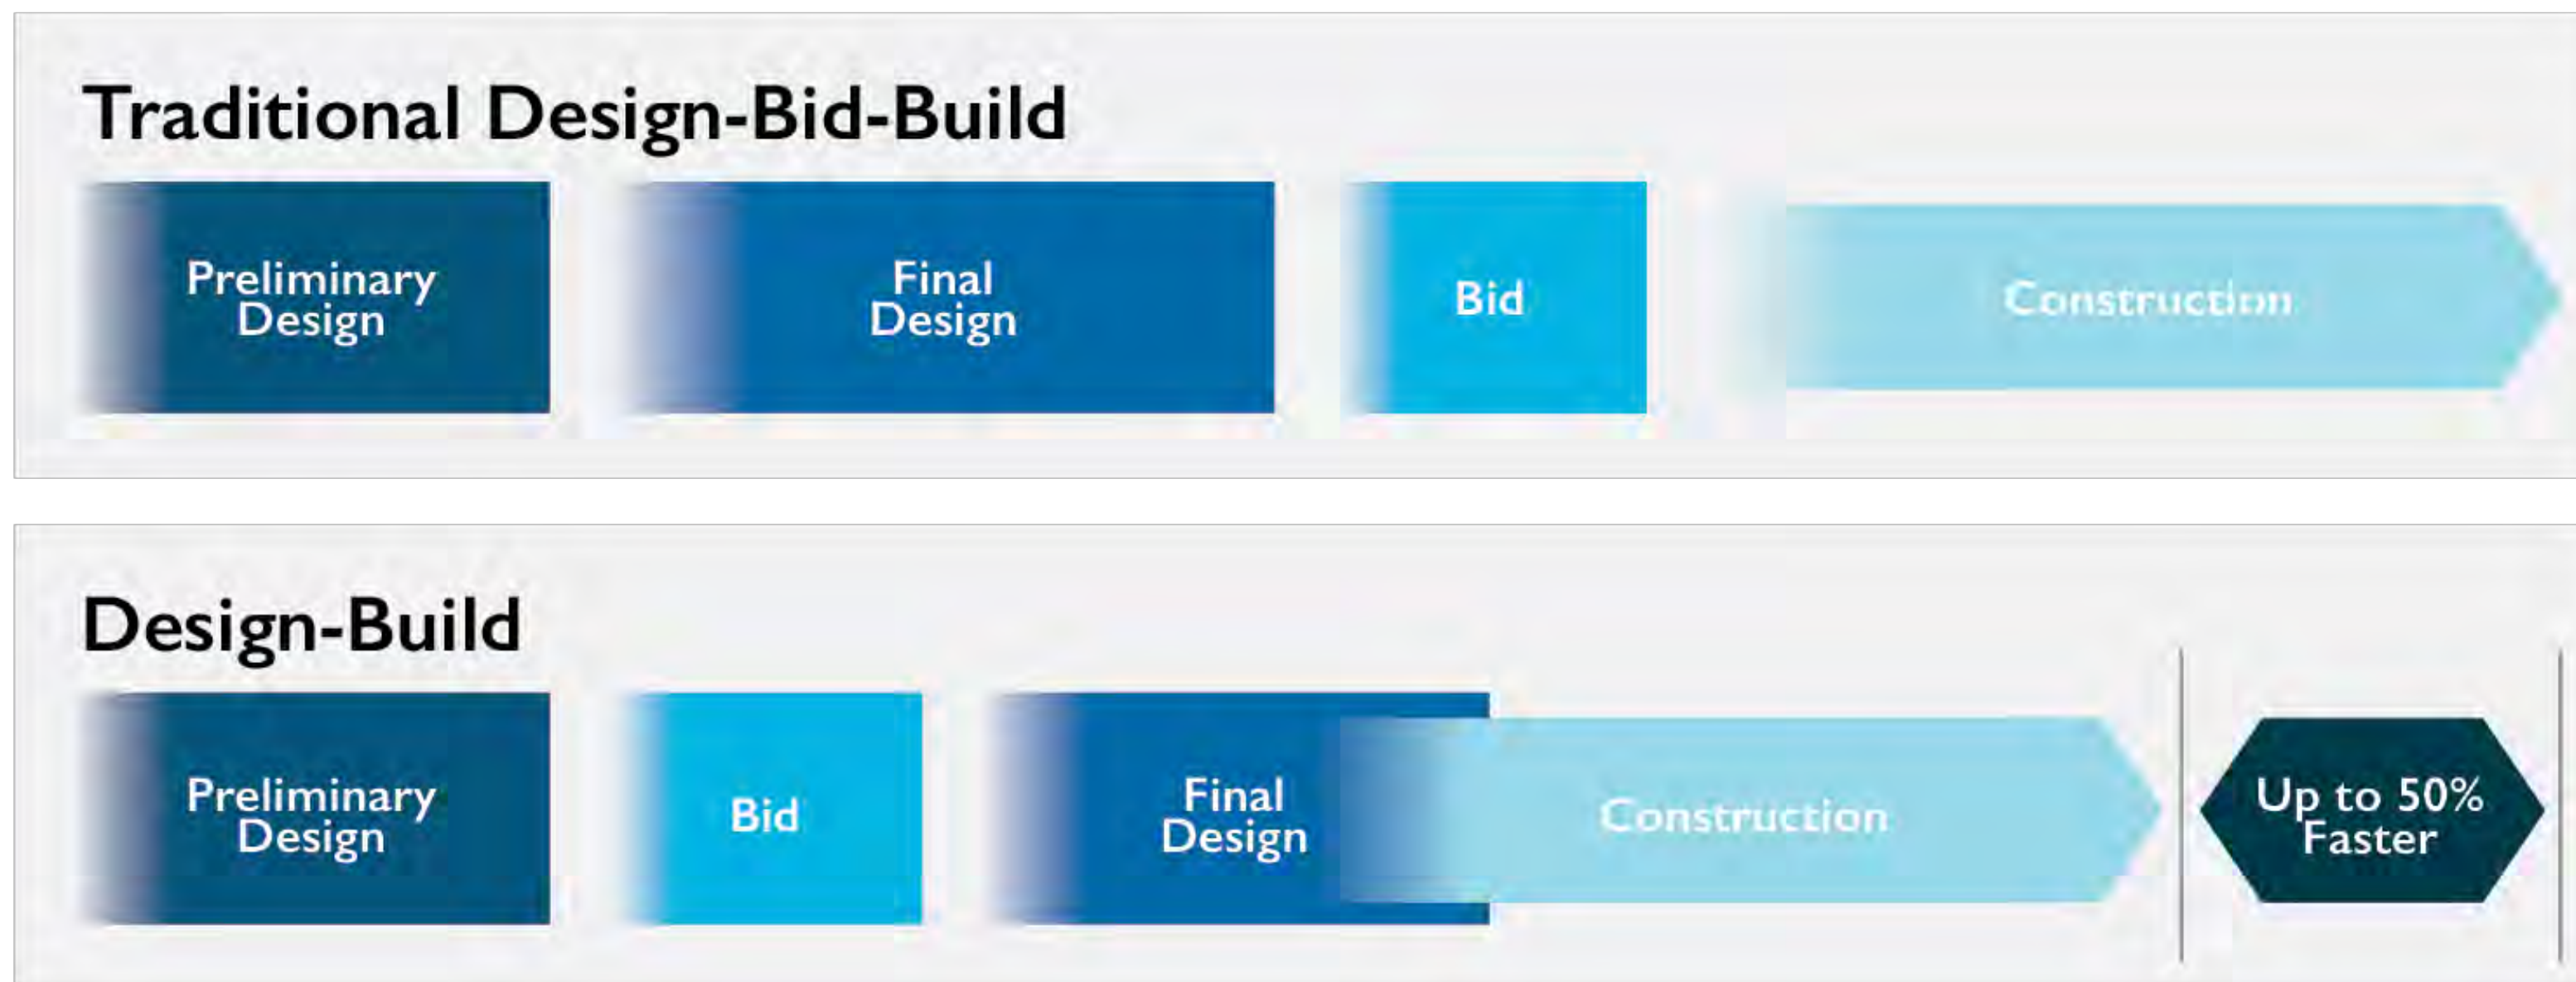 Traditional Design-Bid-Build
Preliminary
Design
Final
Design
Bid
Construction
Design-Build
Preliminary
Design
Bid
Final
Design
Construction
Up to 50%
Faster